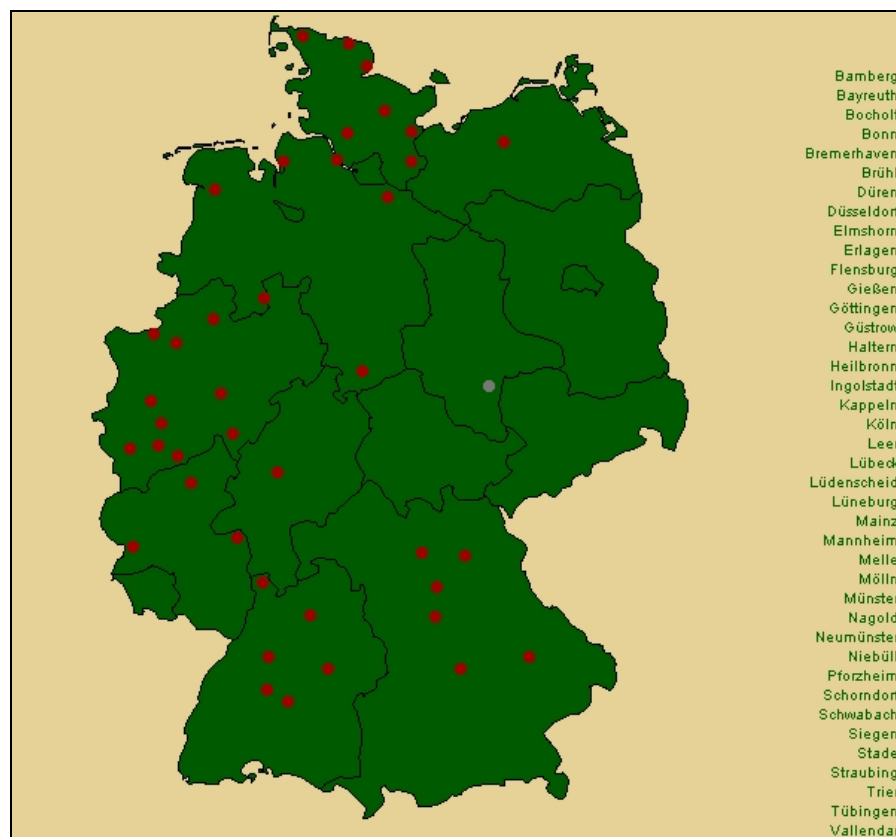 Bamberg
Bayreuth
Bocholt
Bonn
Bremerhaven
Brühl
Düren
Düsseldorf
Elmshorn
Erlagen
Flensburg
Gießen
Göttingen
Güstrow
Haltern
Heilbronn
Ingolstadt
Kappeln
Köln
Leer
Lübeck
Lüdenscheid
Lüneburg
Mainz
Mannheim
Melle
Mölln
Münster
Nagold
Neumünster
Niebüll
Pforzheim
Schorndorf
Schwabach
Siegen
Stade
Straubing
Trier
Tübingen
Vallendar